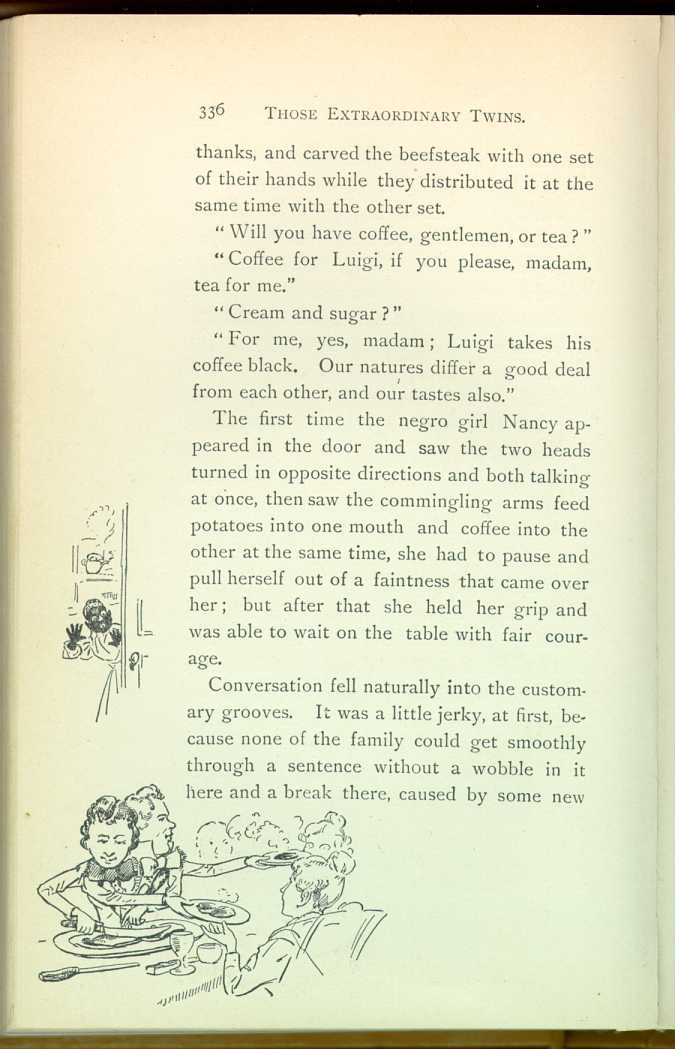 336 THOSE EXTRAORDINARY TWINS.
thanks, and carved the beefsteak with one set
of their hands while they distributed it at the
same time with the other set.
"Will you have coffee, gentlemen, or tea?"
"Coffee for Luigi, if you please, madam,
tea for me."
"Cream and sugar?"
"For me, yes, madam; Luigi takes his
coffee black. Our natures differ a good deal
from each other, and our tastes also."
The first time the negro girl Nancy ap-
peared in the door and saw the two heads
turned in opposite directions and both talking
at once, then saw the commingling arms feed
potatoes into one mouth and coffee into the
other at the same time, she had to pause and
pull herself out of a faintness that came over
her; but after that she held her grip and
was able to wait on the table with fair cour-
age.
Conversation fell naturally into the custom-
ary grooves. It was a little jerky, at first, be-
cause none of the family could get smoothly
through a sentence without a wobble in it
here and a break there, caused by some new